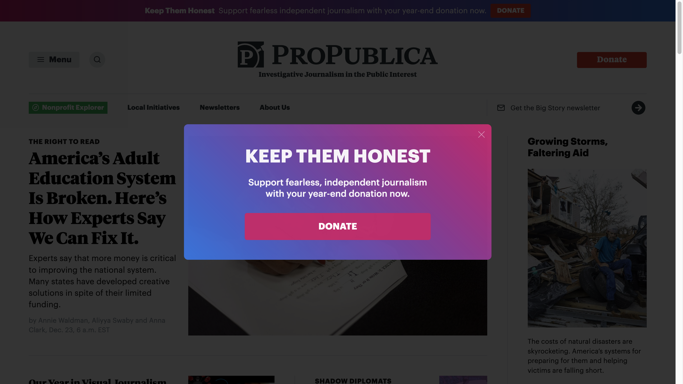 Keep Them Honest Support fearless independent journalism with your year-end donation now. DONATE
Menu
PROPUBLICA
Investigative Journalism in the Public Interest
Donate
Nonprofit Explorer
Local Initiatives
Newsletters
About Us
Get the Big Story newsletter
THE RIGHT TO READ
America's Adult
Education System
Is Broken. Here's
How Experts Say
We Can Fix It.
Experts say that more money is critical
to improving the national system.
Many states have developed creative
solutions in spite of their limited
funding.
by Annie Waldman, Aliyya Swaby and Anna
Clark, Dec. 23, 6 a.m. EST
KEEP THEM HONEST
Support fearless, independent journalism
with your year-end donation now.
DONATE
Growing Storms,
Faltering Aid
The costs of natural disasters are
skyrocketing. America's systems for
preparing for them and helping
victims are falling short.
Our Year in Visual Journalism
SHADOW DIPLOMATS